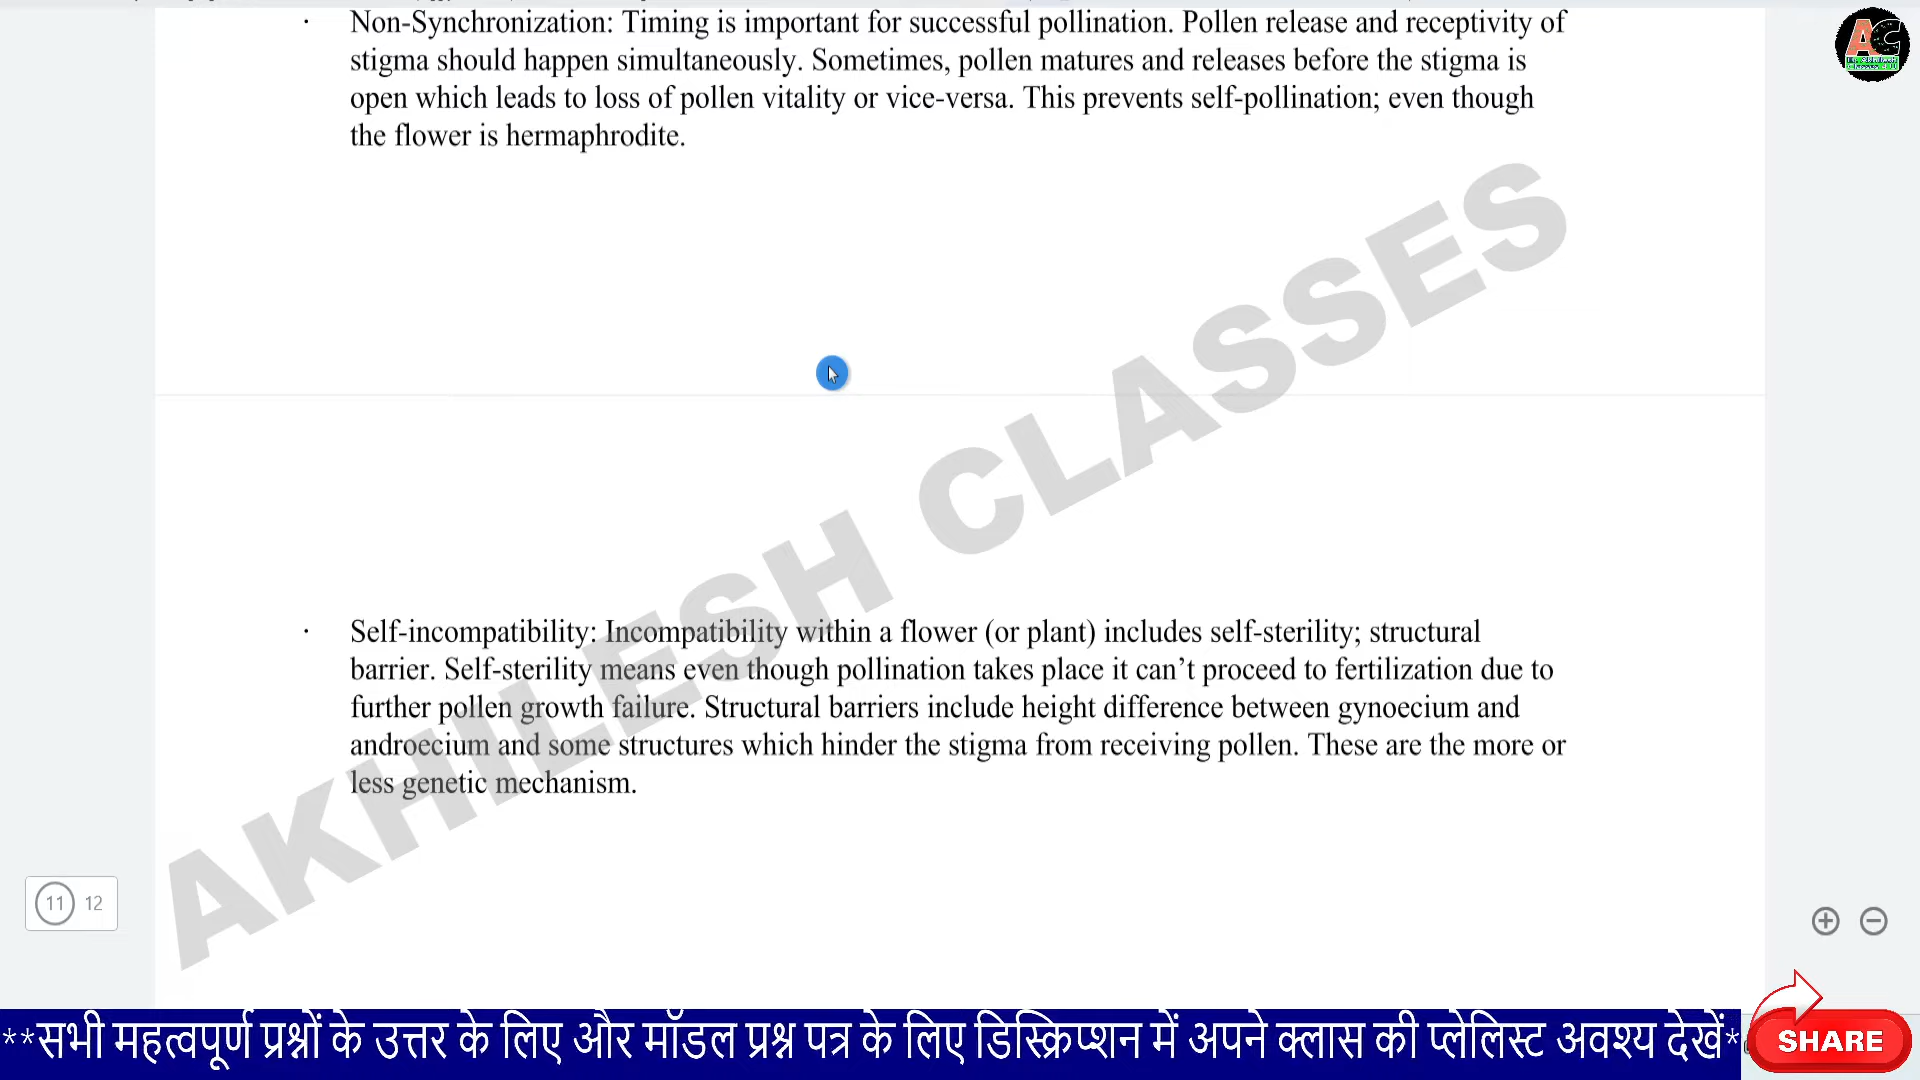 · Non-Synchronization: Timing is important for successful pollination. Pollen release and receptivity of
stigma should happen simultaneously. Sometimes, pollen matures and releases before the stigma is
open which leads to loss of pollen vitality or vice-versa. This prevents self-pollination; even though
the flower is hermaphrodite.
AKHILESH CLASSES
· Self-incompatibility: Incompatibility within a flower (or plant) includes self-sterility; structural
barrier. Self-sterility means even though pollination takes place it can’t proceed to fertilization due to
further pollen growth failure. Structural barriers include height difference between gynoecium and
androecium and some structures which hinder the stigma from receiving pollen. These are the more or
less genetic mechanism.
11 12
**सभी महत्वपूर्ण प्रश्नों के उत्तर के लिए और मॉडल प्रश्न पत्र के लिए डिस्क्रिप्शन में अपने क्लास की प्लेलिस्ट अवश्य देखें*
SHARE
AC